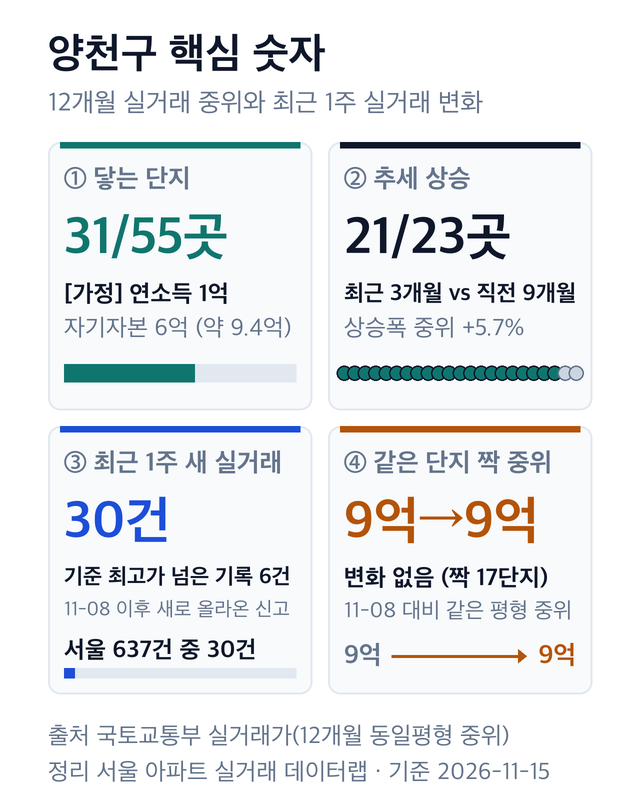 양천구 핵심 숫자
12개월 실거래 중위와 최근 1주 실거래 변화
① 닿는 단지
31/55곳
[가정] 연소득 1억
자기자본 6억 (약 9.4억)
② 추세 상승
21/23곳
최근 3개월 vs 직전 9개월
상승폭 중위 +5.7%
③ 최근 1주 새 실거래
30건
기준 최고가 넘은 기록 6건
11-08 이후 새로 올라온 신고
서울 637건 중 30건
④ 같은 단지 짝 중위
9억→9억
변화 없음 (짝 17단지)
11-08 대비 같은 평형 중위
9억 → 9억
출처 국토교통부 실거래가(12개월 동일평형 중위)
정리 서울 아파트 실거래 데이터랩 · 기준 2026-11-15